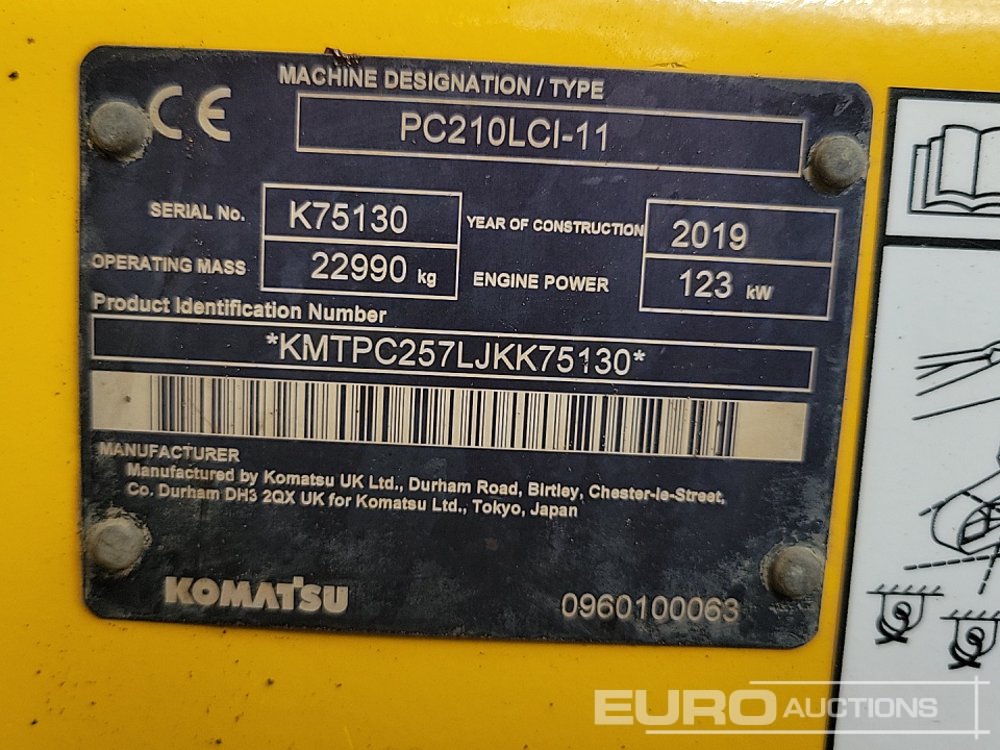 CE
MACHINE DESIGNATION / TYPE
PC210LCI-11
SERIAL No. K75130 YEAR OF CONSTRUCTION 2019
OPERATING MASS 22990 kg ENGINE POWER 123 kW
Product Identification Number
*KMTPC257LJKK75130*
MANUFACTURER
Manufactured by Komatsu UK Ltd., Durham Road, Birtley, Chester-le-Street,
Co. Durham DH3 2QX UK for Komatsu Ltd., Tokyo, Japan
KOMATSU 0960100063
EURO AUCTIONS